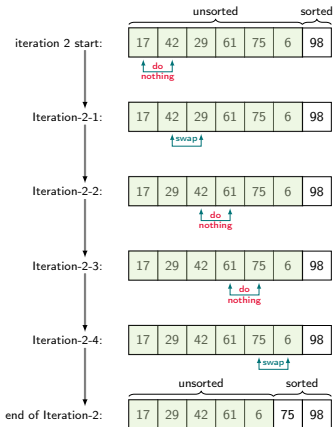 unsorted sorted
iteration 2 start: 17 42 29 61 75 6 98
do
nothing
Iteration-2-1: 17 42 29 61 75 6 98
swap
Iteration-2-2: 17 29 42 61 75 6 98
do
nothing
Iteration-2-3: 17 29 42 61 75 6 98
do
nothing
Iteration-2-4: 17 29 42 61 75 6 98
swap
unsorted sorted
end of Iteration-2: 17 29 42 61 6 75 98